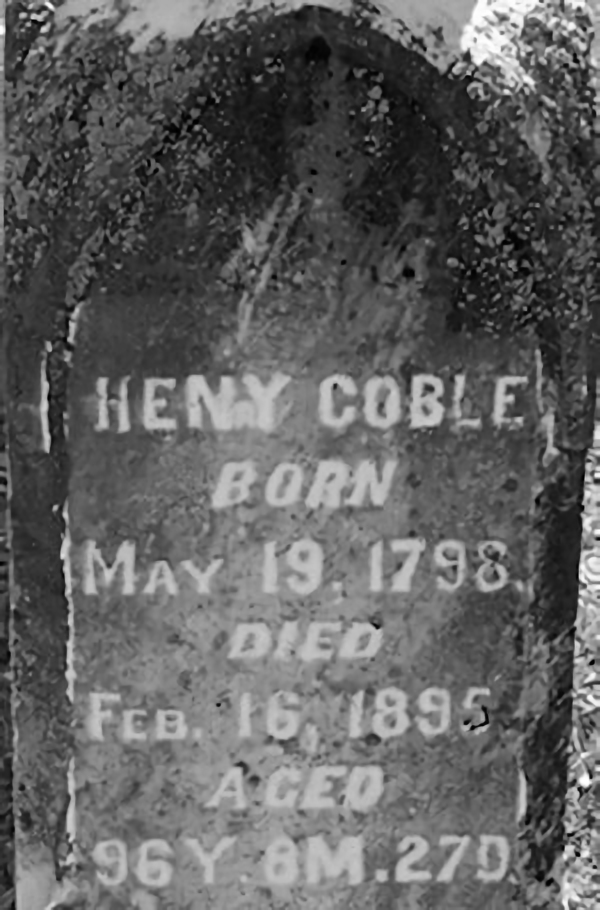 HENY COBLE
BORN
MAY 19. 1798.
DIED
FEB. 16, 1895
AGED
96Y. 8M. 27D.